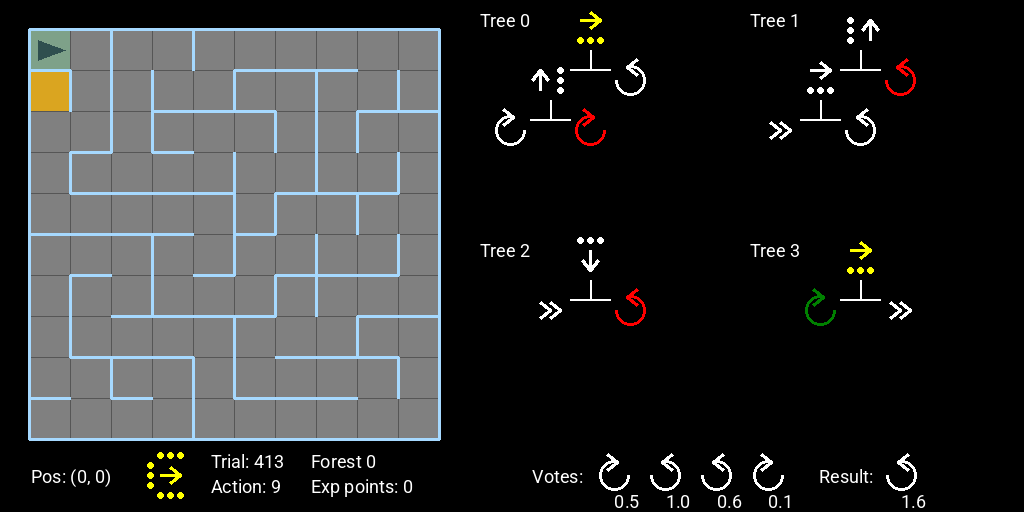 Tree 0
Tree 1
Tree 2
Tree 3
Pos: (0, 0)
Trial: 413
Forest 0
Action: 9
Exp points: 0
Votes:
0.5
1.0
0.6
0.1
Result:
1.6